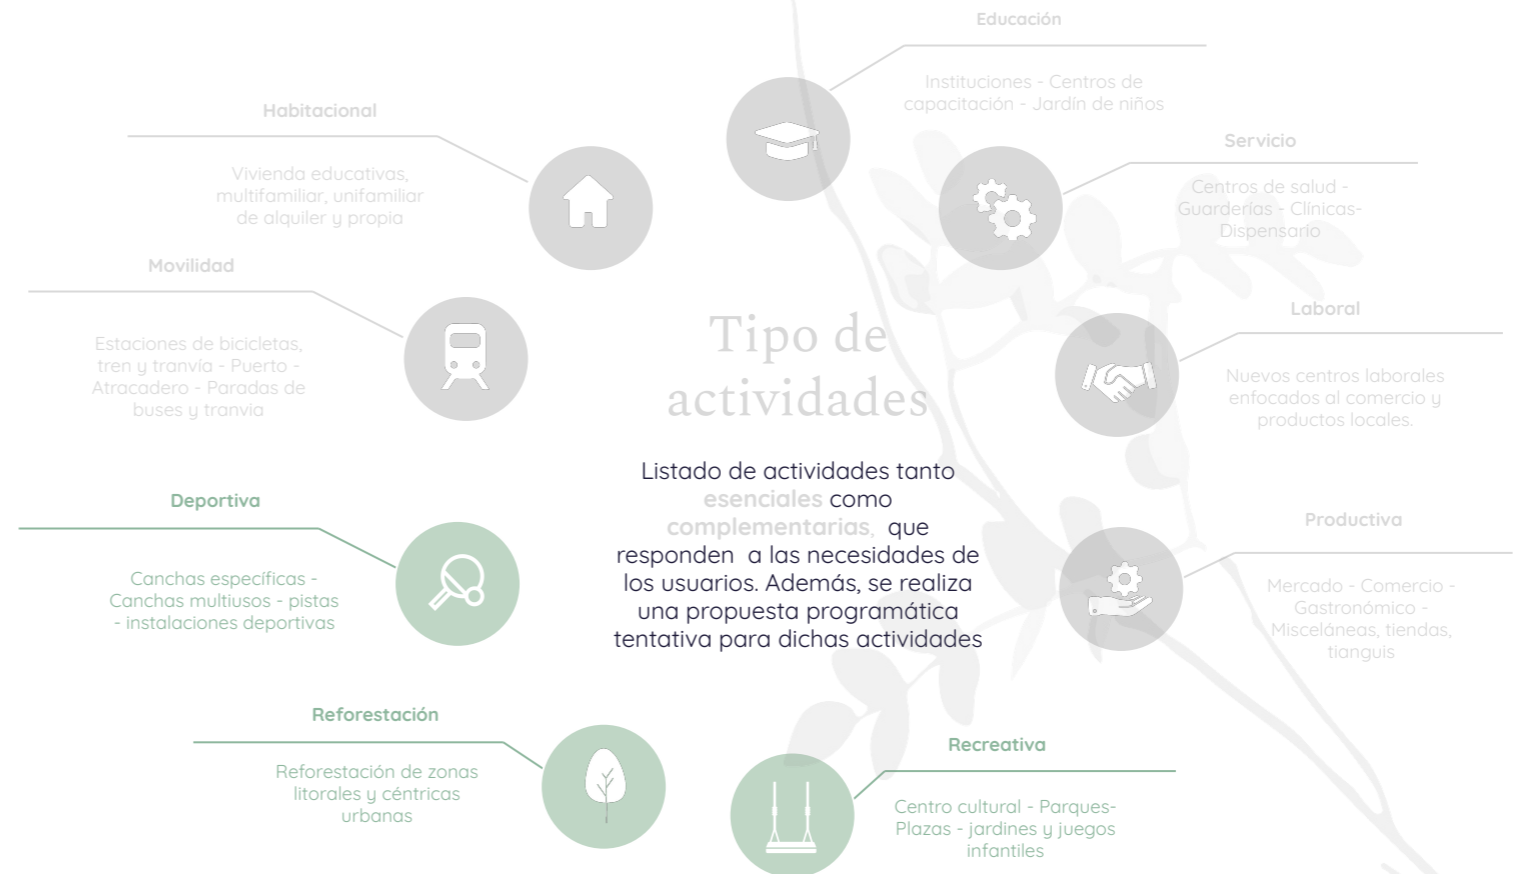 Educación
Instituciones - Centros de
capacitación - Jardín de niños
Habitacional
Vivienda educativas,
multifamiliar, unifamiliar
de alquiler y propia
Servicio
Centros de salud -
Guarderías - Clínicas-
Dispensario
Movilidad
Estaciones de bicicletas,
tren y tranvía - Puerto -
Atracadero - Paradas de
buses y tranvia
Laboral
Nuevos centros laborales
enfocados al comercio y
productos locales.
Tipo de
actividades
Listado de actividades tanto
esenciales como
complementarias, que
responden a las necesidades de
los usuarios. Además, se realiza
una propuesta programática
tentativa para dichas actividades
Deportiva
Canchas específicas -
Canchas multiusos - pistas
- instalaciones deportivas
Productiva
Mercado - Comercio -
Gastronómico -
Misceláneas, tiendas,
tianguis
Reforestación
Reforestación de zonas
litorales y céntricas
urbanas
Recreativa
Centro cultural - Parques-
Plazas - jardines y juegos
infantiles